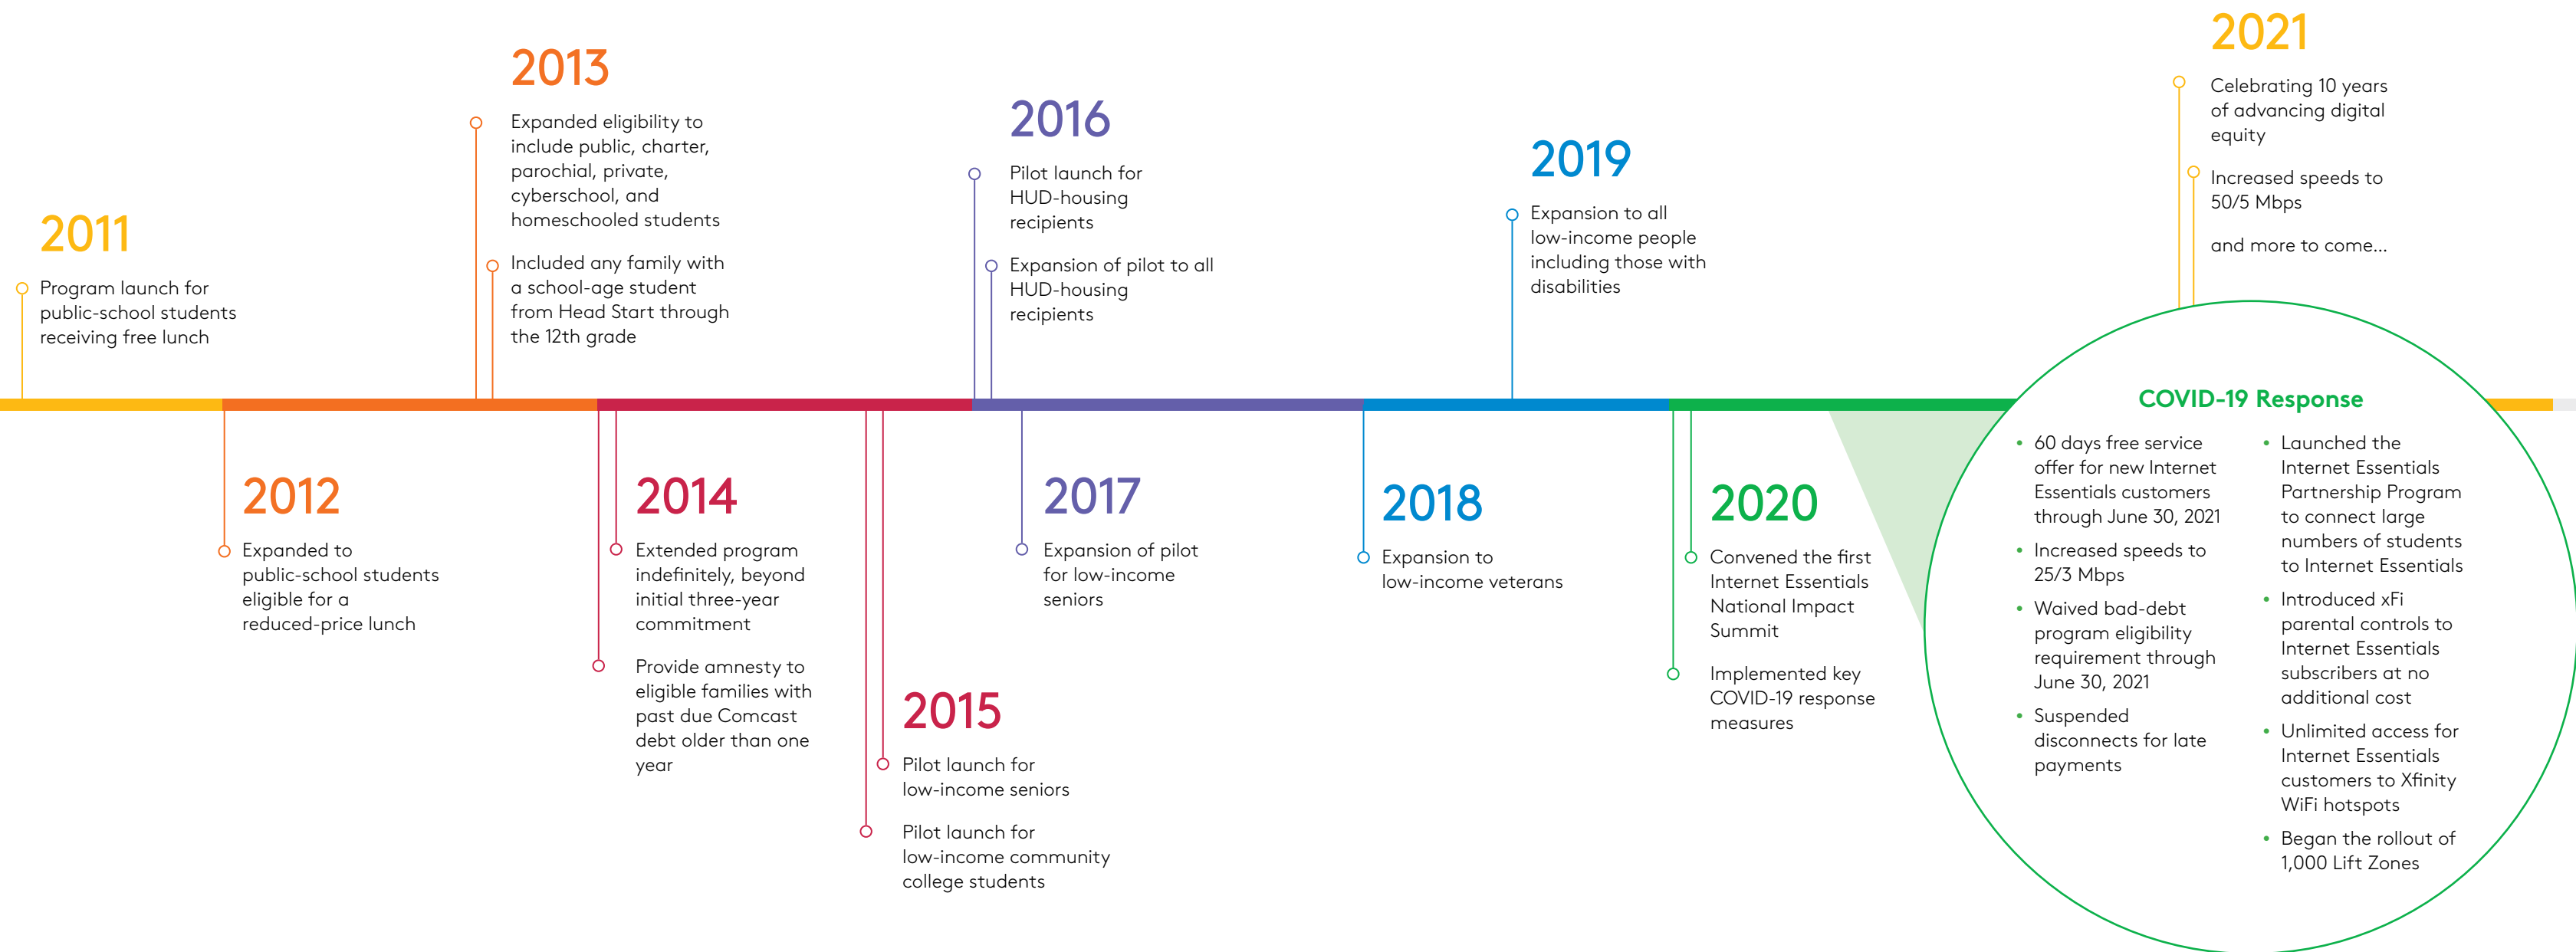 2011
Program launch for
public-school students
receiving free lunch
2012
Expanded to
public-school students
eligible for a
reduced-price lunch
2013
Expanded eligibility to
include public, charter,
parochial, private,
cyberschool, and
homeschooled students
Included any family with
a school-age student
from Head Start through
the 12th grade
2014
Extended program
indefinitely, beyond
initial three-year
commitment
Provide amnesty to
eligible families with
past due Comcast
debt older than one
year
2015
Pilot launch for
low-income seniors
Pilot launch for
low-income community
college students
2016
Pilot launch for
HUD-housing
recipients
Expansion of pilot to all
HUD-housing
recipients
2017
Expansion of pilot
for low-income
seniors
2018
Expansion to
low-income veterans
2019
Expansion to all
low-income people
including those with
disabilities
2020
Convened the first
Internet Essentials
National Impact
Summit
Implemented key
COVID-19 response
measures
COVID-19 Response
• 60 days free service
offer for new Internet
Essentials customers
through June 30, 2021
• Increased speeds to
25/3 Mbps
• Waived bad-debt
program eligibility
requirement through
June 30, 2021
• Suspended
disconnects for late
payments
• Launched the
Internet Essentials
Partnership Program
to connect large
numbers of students
to Internet Essentials
• Introduced xFi
parental controls to
Internet Essentials
subscribers at no
additional cost
• Unlimited access for
Internet Essentials
customers to Xfinity
WiFi hotspots
• Began the rollout of
1,000 Lift Zones
2021
Celebrating 10 years
of advancing digital
equity
Increased speeds to
50/5 Mbps
and more to come...